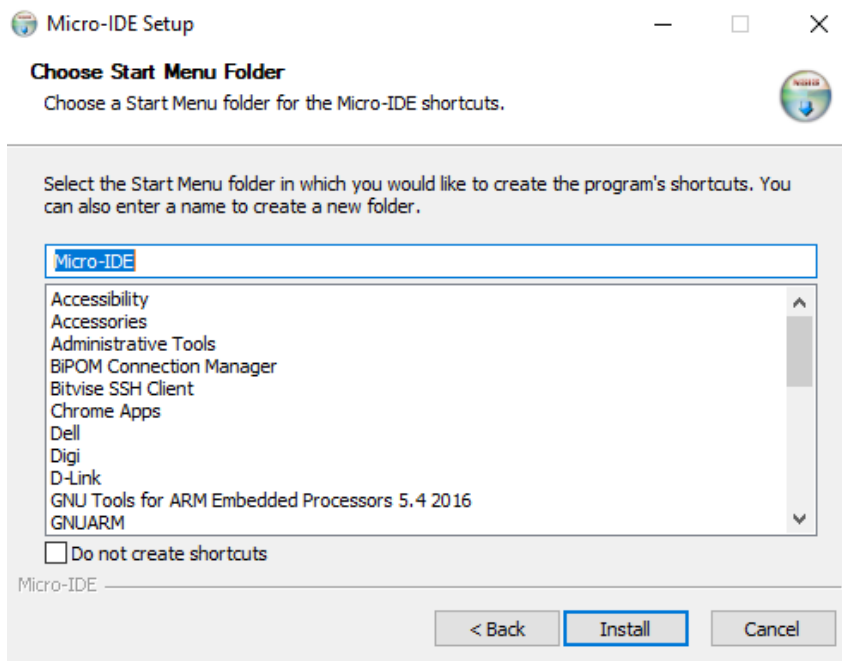 Micro-IDE Setup
Choose Start Menu Folder
Choose a Start Menu folder for the Micro-IDE shortcuts.
Select the Start Menu folder in which you would like to create the program's shortcuts. You
can also enter a name to create a new folder.
Micro-IDE
Accessibility
Accessories
Administrative Tools
BiPOM Connection Manager
Bitvise SSH Client
Chrome Apps
Dell
Digi
D-Link
GNU Tools for ARM Embedded Processors 5.4 2016
GNUARM
Do not create shortcuts
Micro-IDE
< Back Install Cancel